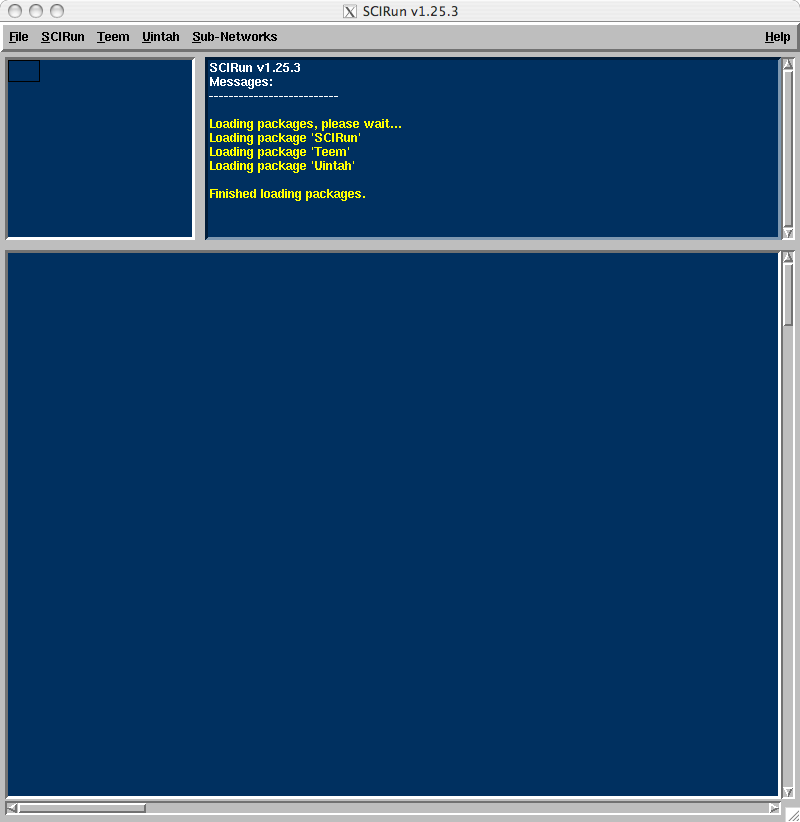 SCIRun v1.25.3
File SCIRun Teem Uintah Sub-Networks Help
SCIRun v1.25.3
Messages:
--------------------------
Loading packages, please wait...
Loading package 'SCIRun'
Loading package 'Teem'
Loading package 'Uintah'
Finished loading packages.